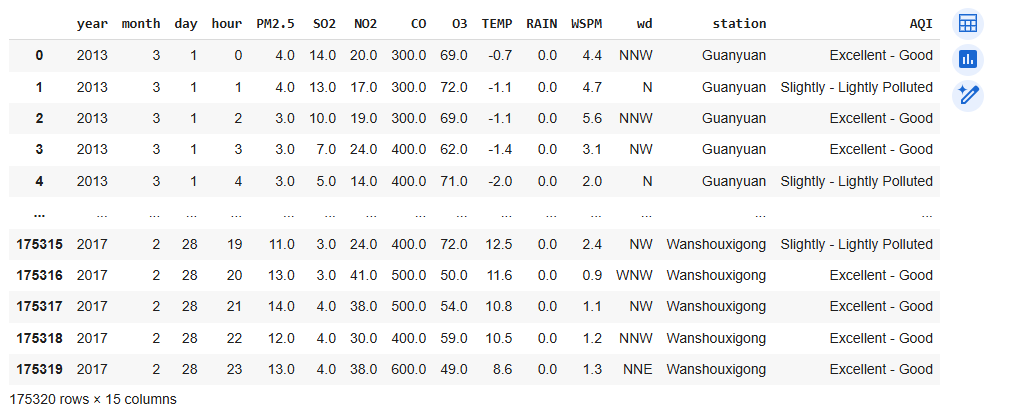 year month day hour PM2.5 SO2 NO2 CO O3 TEMP RAIN WSPM wd station AQI
0 2013 3 1 0 4.0 14.0 20.0 300.0 69.0 -0.7 0.0 4.4 NNW Guanyuan Excellent - Good
1 2013 3 1 1 4.0 13.0 17.0 300.0 72.0 -1.1 0.0 4.7 N Guanyuan Slightly - Lightly Polluted
2 2013 3 1 2 3.0 10.0 19.0 300.0 69.0 -1.1 0.0 5.6 NNW Guanyuan Excellent - Good
3 2013 3 1 3 3.0 7.0 24.0 400.0 62.0 -1.4 0.0 3.1 NW Guanyuan Excellent - Good
4 2013 3 1 4 3.0 5.0 14.0 400.0 71.0 -2.0 0.0 2.0 N Guanyuan Slightly - Lightly Polluted
... ... ... ... ... ... ... ... ... ... ... ... ... ... ... ...
175315 2017 2 28 19 11.0 3.0 24.0 400.0 72.0 12.5 0.0 2.4 NW Wanshouxigong Slightly - Lightly Polluted
175316 2017 2 28 20 13.0 3.0 41.0 500.0 50.0 11.6 0.0 0.9 WNW Wanshouxigong Excellent - Good
175317 2017 2 28 21 14.0 4.0 38.0 500.0 54.0 10.8 0.0 1.1 NW Wanshouxigong Excellent - Good
175318 2017 2 28 22 12.0 4.0 30.0 400.0 59.0 10.5 0.0 1.2 NNW Wanshouxigong Excellent - Good
175319 2017 2 28 23 13.0 4.0 38.0 600.0 49.0 8.6 0.0 1.3 NNE Wanshouxigong Excellent - Good
175320 rows × 15 columns